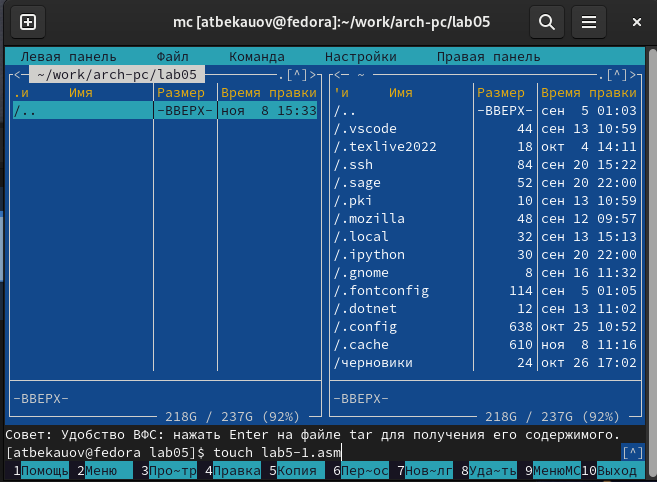 mc [atbekauov@fedora]:~/work/arch-pc/lab05
Левая панель Файл Команда Настройки Правая панель
<─ ~/work/arch-pc/lab05 ─.[^]>
.и Имя Размер Время правки
/.. -ВВЕРХ- ноя 8 15:33
-ВВЕРХ-
218G / 237G (92%)
<─ ~ ─.[^]>
'и Имя Размер Время правки
/.. -ВВЕРХ- сен 5 01:03
/.vscode 44 сен 13 10:59
/.texlive2022 18 окт 4 14:11
/.ssh 84 сен 20 15:22
/.sage 52 сен 20 22:00
/.pki 10 сен 13 10:59
/.mozilla 48 сен 12 09:57
/.local 32 сен 13 15:13
/.ipython 30 сен 20 22:00
/.gnome 8 сен 16 11:32
/.fontconfig 114 сен 5 01:05
/.dotnet 12 сен 13 11:02
/.config 638 окт 25 10:52
/.cache 610 ноя 8 11:16
/черновики 24 окт 26 17:02
-ВВЕРХ-
218G / 237G (92%)
Совет: Удобство ВФС: нажать Enter на файле tar для получения его содержимого.
[atbekauov@fedora lab05]$ touch lab5-1.asm [^]
1Помощь 2Меню 3Про~тр 4Правка 5Копия 6Пер~ос 7Нов~лг 8Уда~ть 9МенюМС 10Выход